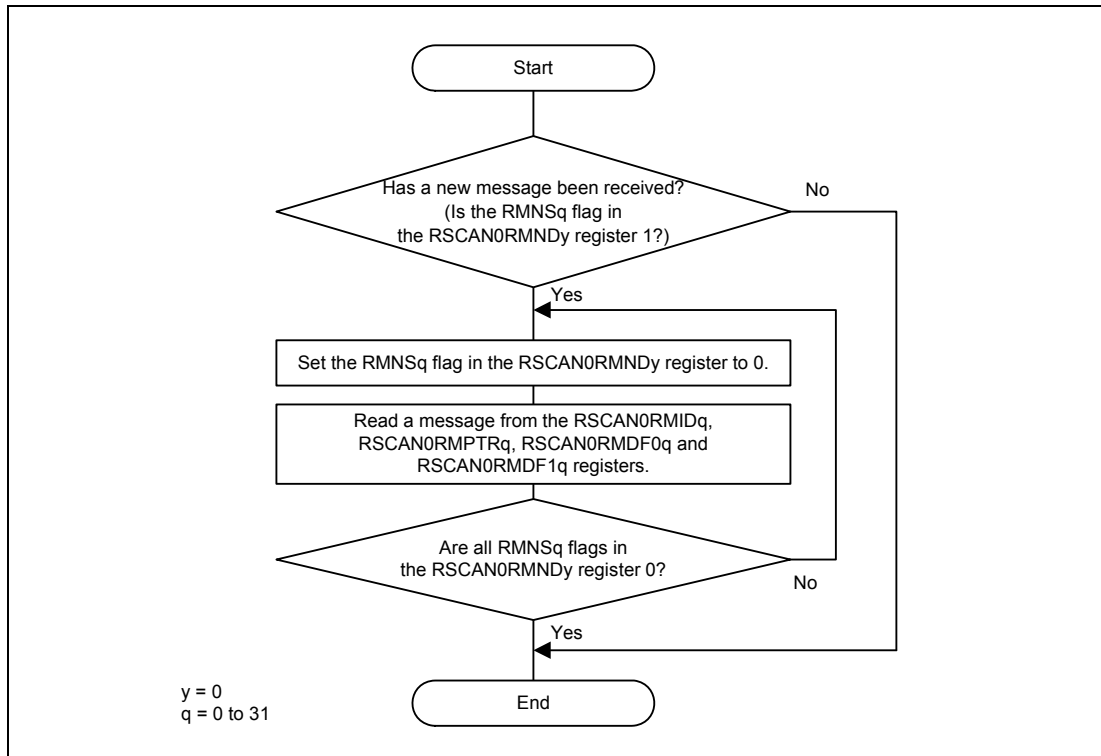 Start
Has a new message been received?
(Is the RMNSq flag in
the RSCAN0RMNDy register 1?)
No
Yes
Set the RMNSq flag in the RSCAN0RMNDy register to 0.
Read a message from the RSCAN0RMIDq,
RSCAN0RMPTRq, RSCAN0RMDF0q and
RSCAN0RMDF1q registers.
Are all RMNSq flags in
the RSCAN0RMNDy register 0?
No
Yes
End
y = 0
q = 0 to 31